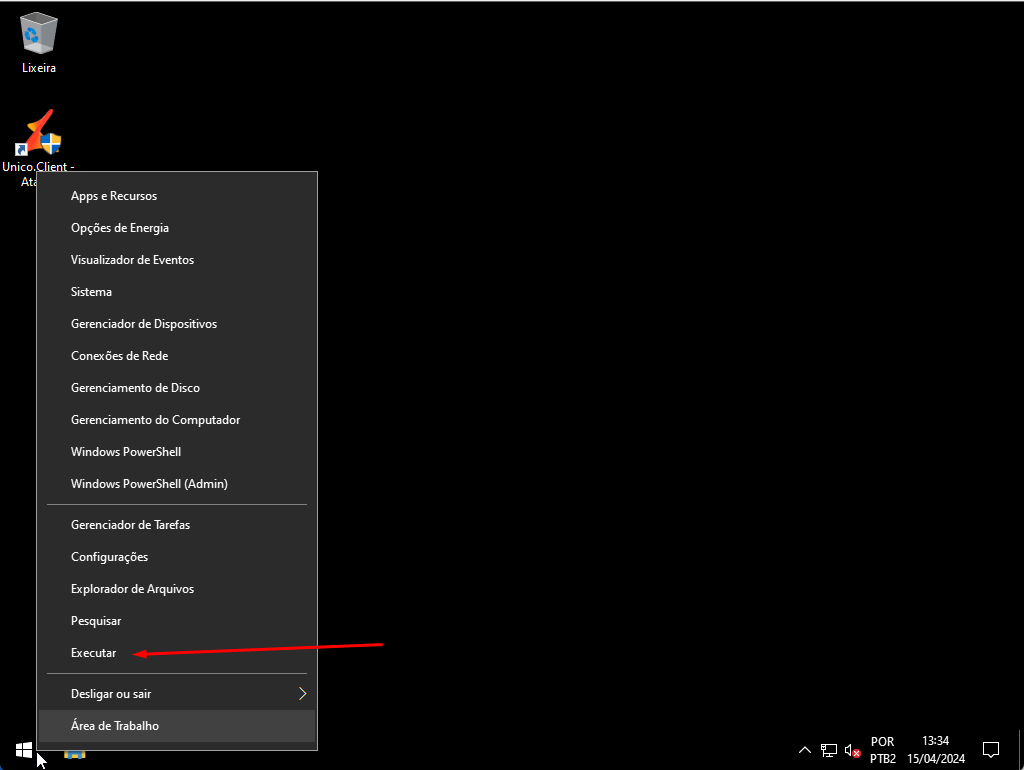 Lixeira
Unico.Client -
Apps e Recursos
Opções de Energia
Visualizador de Eventos
Sistema
Gerenciador de Dispositivos
Conexões de Rede
Gerenciamento de Disco
Gerenciamento do Computador
Windows PowerShell
Windows PowerShell (Admin)
Gerenciador de Tarefas
Configurações
Explorador de Arquivos
Pesquisar
Executar
Desligar ou sair
Área de Trabalho
POR
PTB2
13:34
15/04/2024